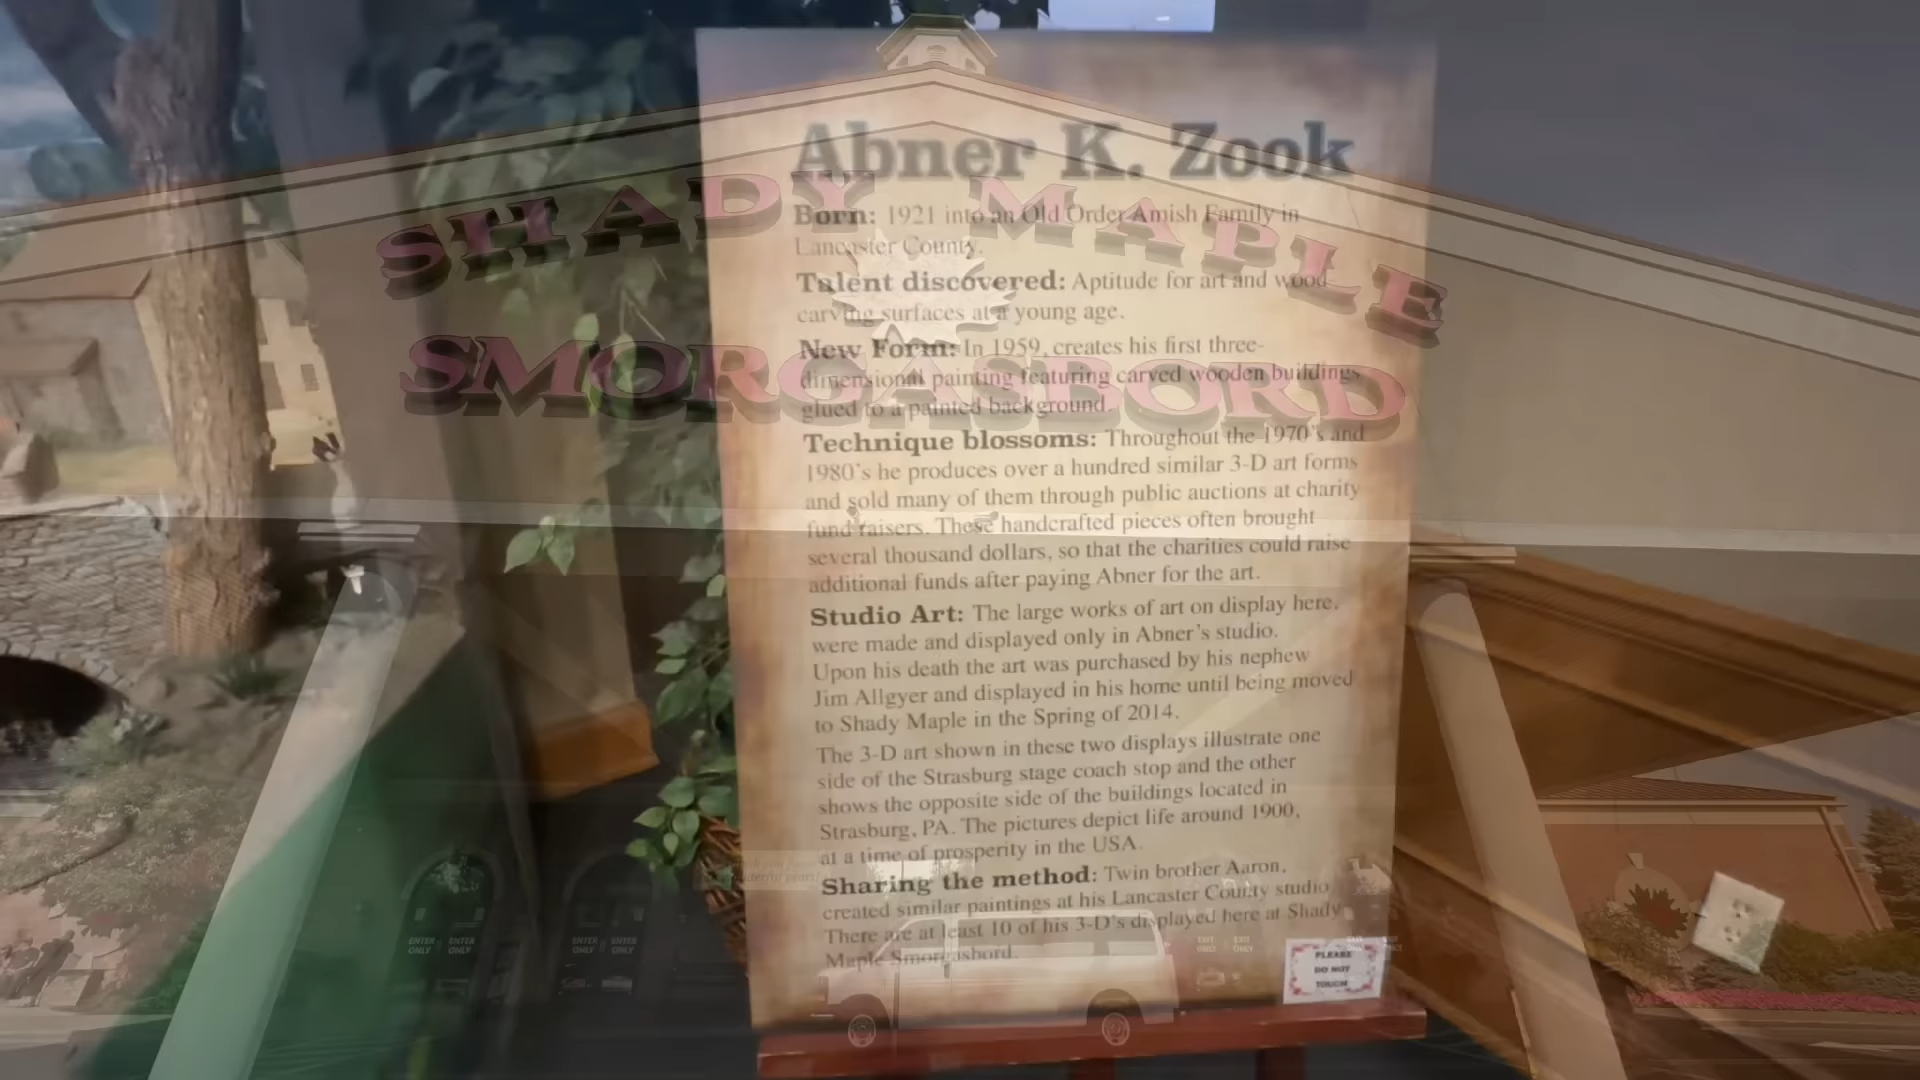 Abner K. Zook
Born: 1921 into an Old Order Amish Family in
Lancaster County.
Talent discovered: Aptitude for art and wood
carving surfaces at a young age.
New Form: In 1959, creates his first three-
dimensional painting featuring carved wooden buildings
glued to a painted background.
Technique blossoms: Throughout the 1970's and
1980's he produces over a hundred similar 3-D art forms
and sold many of them through public auctions at charity
fund raisers. These handcrafted pieces often brought
several thousand dollars, so that the charities could raise
additional funds after paying Abner for the art.
Studio Art: The large works of art on display here,
were made and displayed only in Abner's studio.
Upon his death the art was purchased by his nephew
Jim Allgyer and displayed in his home until being moved
to Shady Maple in the Spring of 2014.
The 3-D art shown in these two displays illustrate one
side of the Strasburg stage coach stop and the other
shows the opposite side of the buildings located in
Strasburg, PA. The pictures depict life around 1900,
at a time of prosperity in the USA.
Sharing the method: Twin brother Aaron,
created similar paintings at his Lancaster County studio
There are at least 10 of his 3-D's displayed here at Shady
Maple Smorgasbord.
PLEASE
DO NOT
TOUCH
SHADY MAPLE
SMORGASBORD
ENTER ONLY
ENTER ONLY
ENTER ONLY
ENTER ONLY
EXIT ONLY
EXIT ONLY